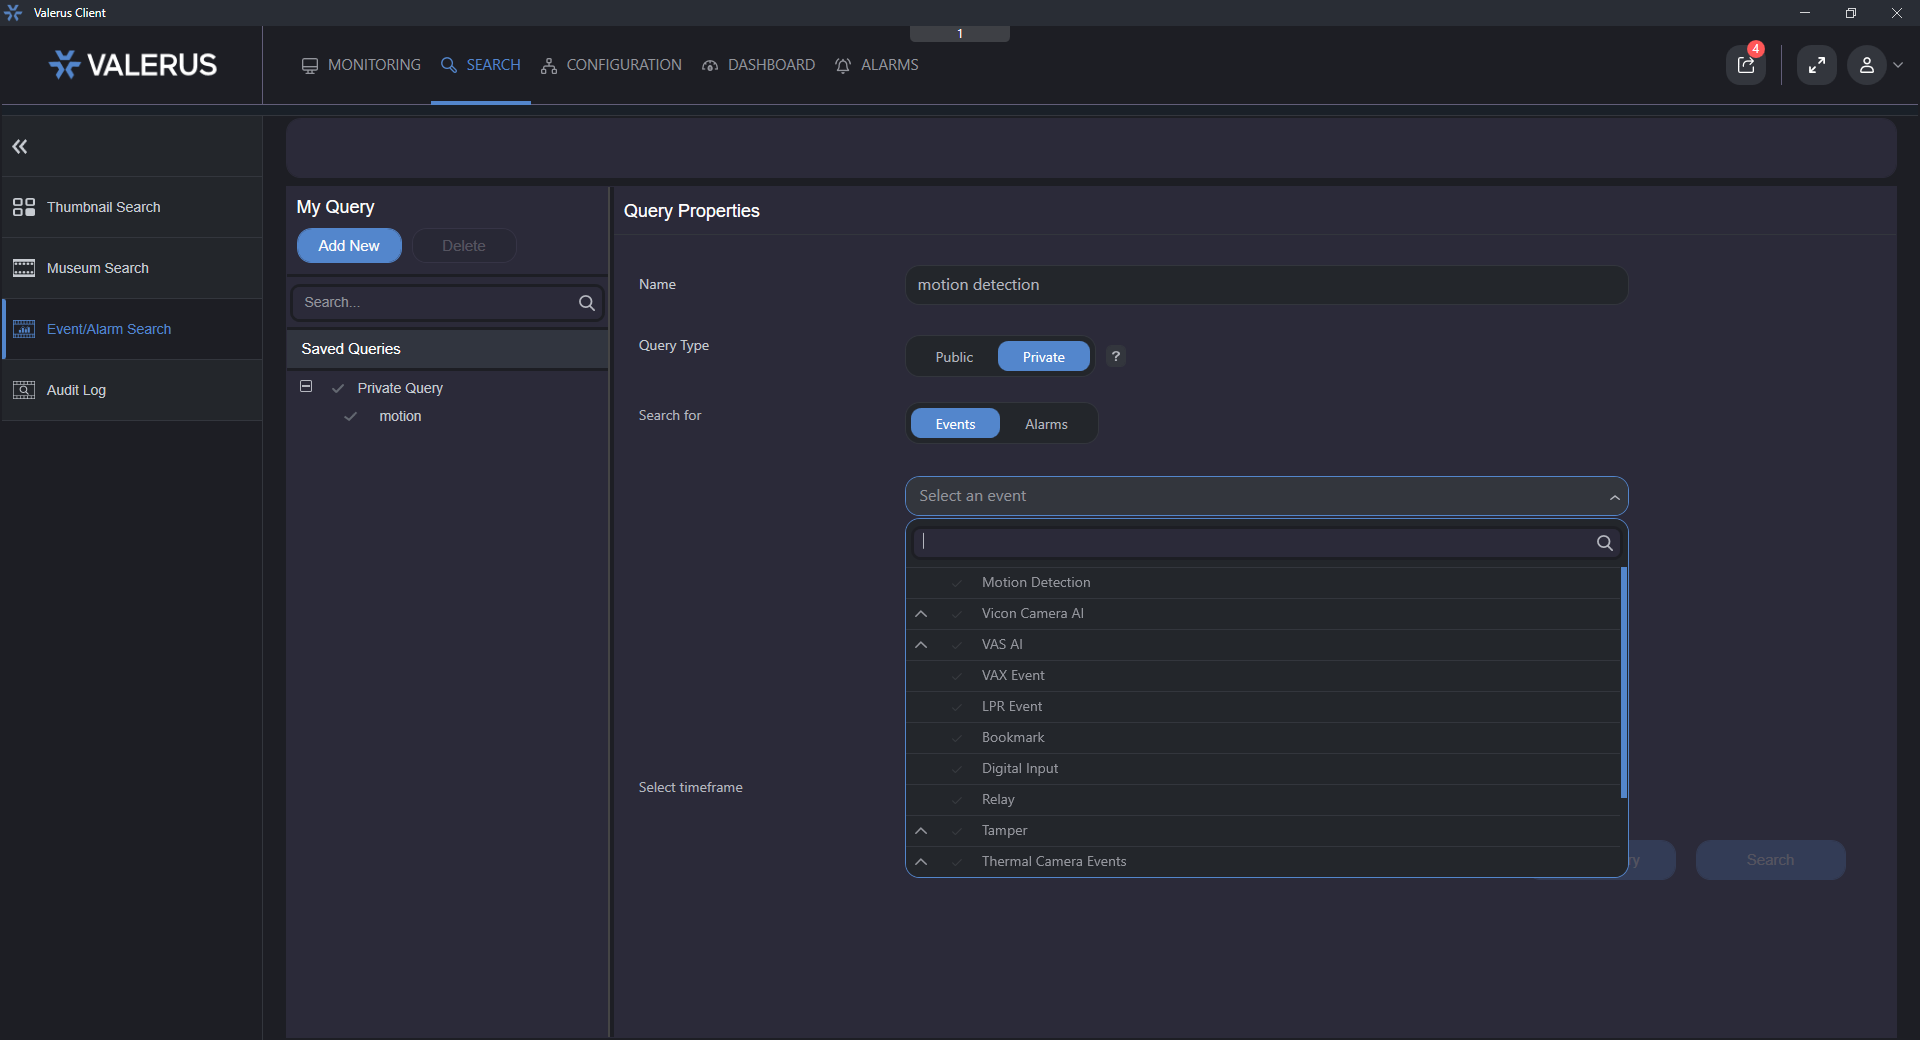 Valerus Client
1
VALERUS
MONITORING
SEARCH
CONFIGURATION
DASHBOARD
ALARMS
4
Thumbnail Search
Museum Search
Event/Alarm Search
Audit Log
My Query
Add New
Delete
Search...
Saved Queries
Private Query
motion
Query Properties
Name
motion detection
Query Type
Public
Private
?
Search for
Events
Alarms
Select an event
Motion Detection
Vicon Camera AI
VAS AI
VAX Event
LPR Event
Bookmark
Digital Input
Relay
Tamper
Thermal Camera Events
Select timeframe
Search